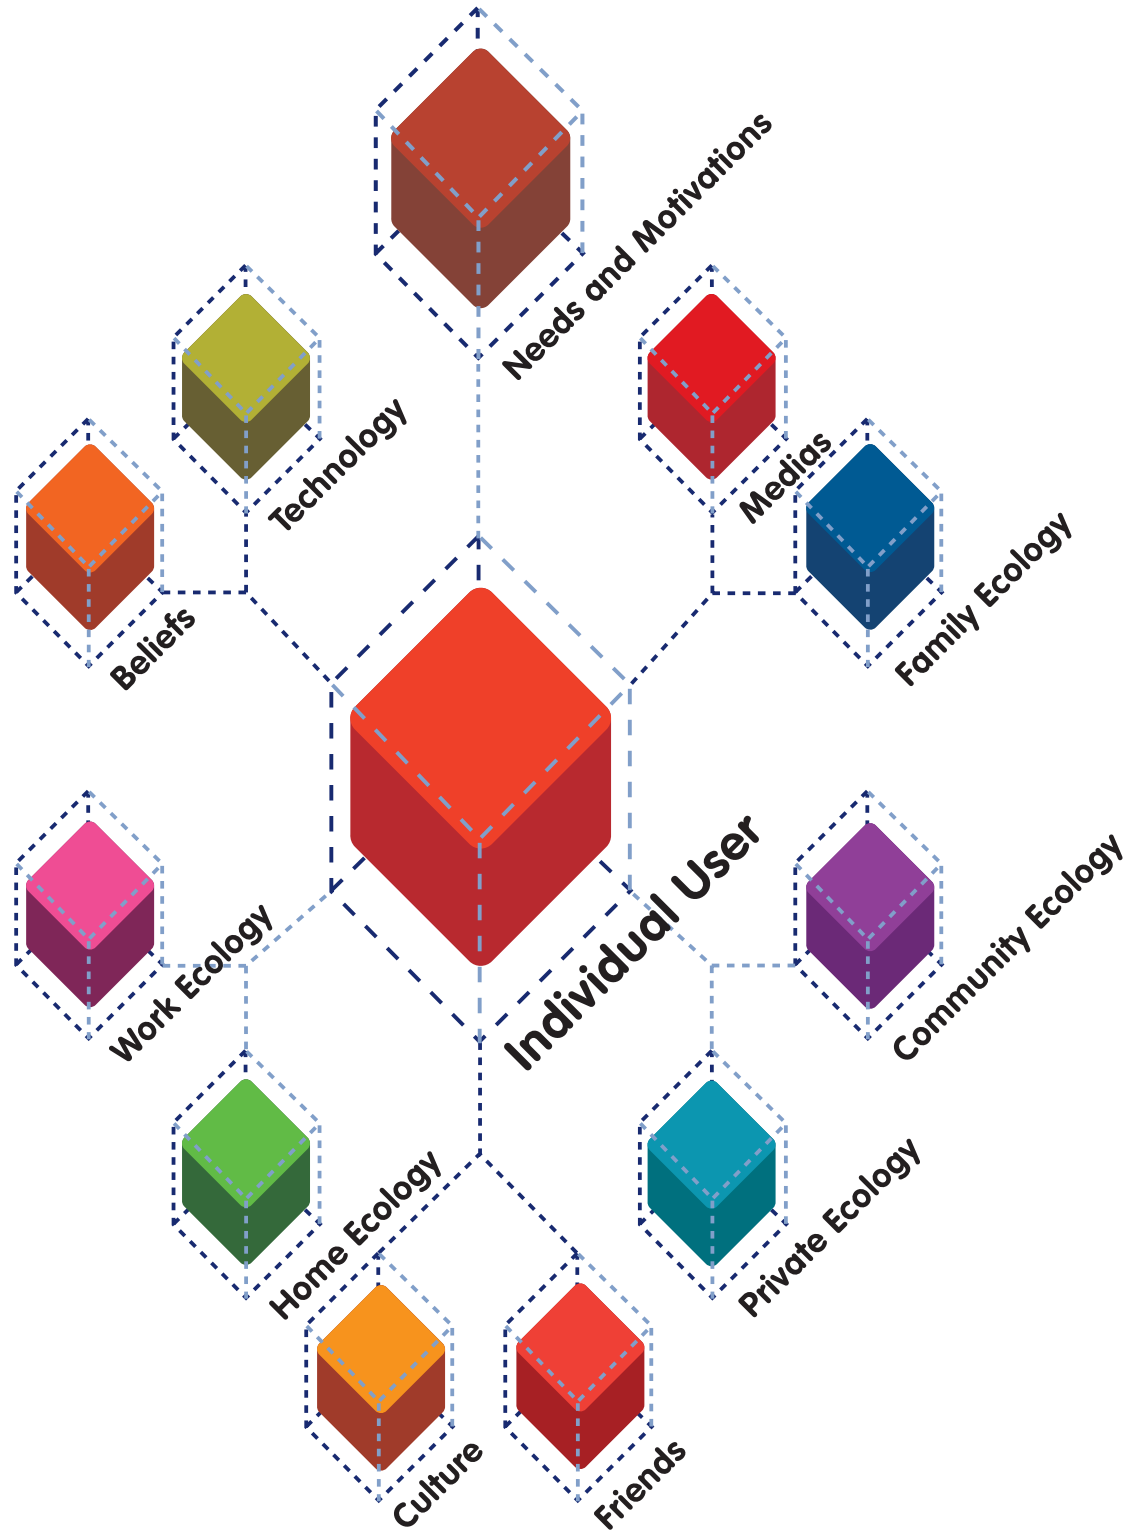 Needs and Motivations
Technology
Medias
Beliefs
Family Ecology
Individual User
Work Ecology
Community Ecology
Home Ecology
Private Ecology
Culture
Friends